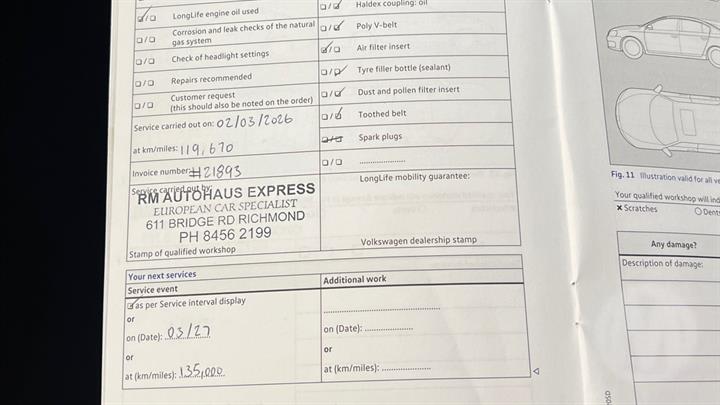 LongLife engine oil used
Corrosion and leak checks of the natural
gas system
Check of headlight settings
Repairs recommended
Customer request
(this should also be noted on the order)
Service carried out on: 02/03/2026
at km/miles: 119,670
Invoice number: #21893
Service carried out by:
RM AUTOHAUS EXPRESS
EUROPEAN CAR SPECIALIST
611 BRIDGE RD RICHMOND
PH 8456 2199
Stamp of qualified workshop
Haldex coupling: oil
Poly V-belt
Air filter insert
Tyre filler bottle (sealant)
Dust and pollen filter insert
Toothed belt
Spark plugs
.....................
LongLife mobility guarantee:
Volkswagen dealership stamp
Your next services
Service event
as per Service interval display
or
on (Date): 03/27
or
at (km/miles): 135,000
Additional work
on (Date): .....................
or
at (km/miles): .....................
Fig. 11 Illustration valid for all ve
Your qualified workshop will ind
× Scratches
O Dents
Any damage?
Description of damage: